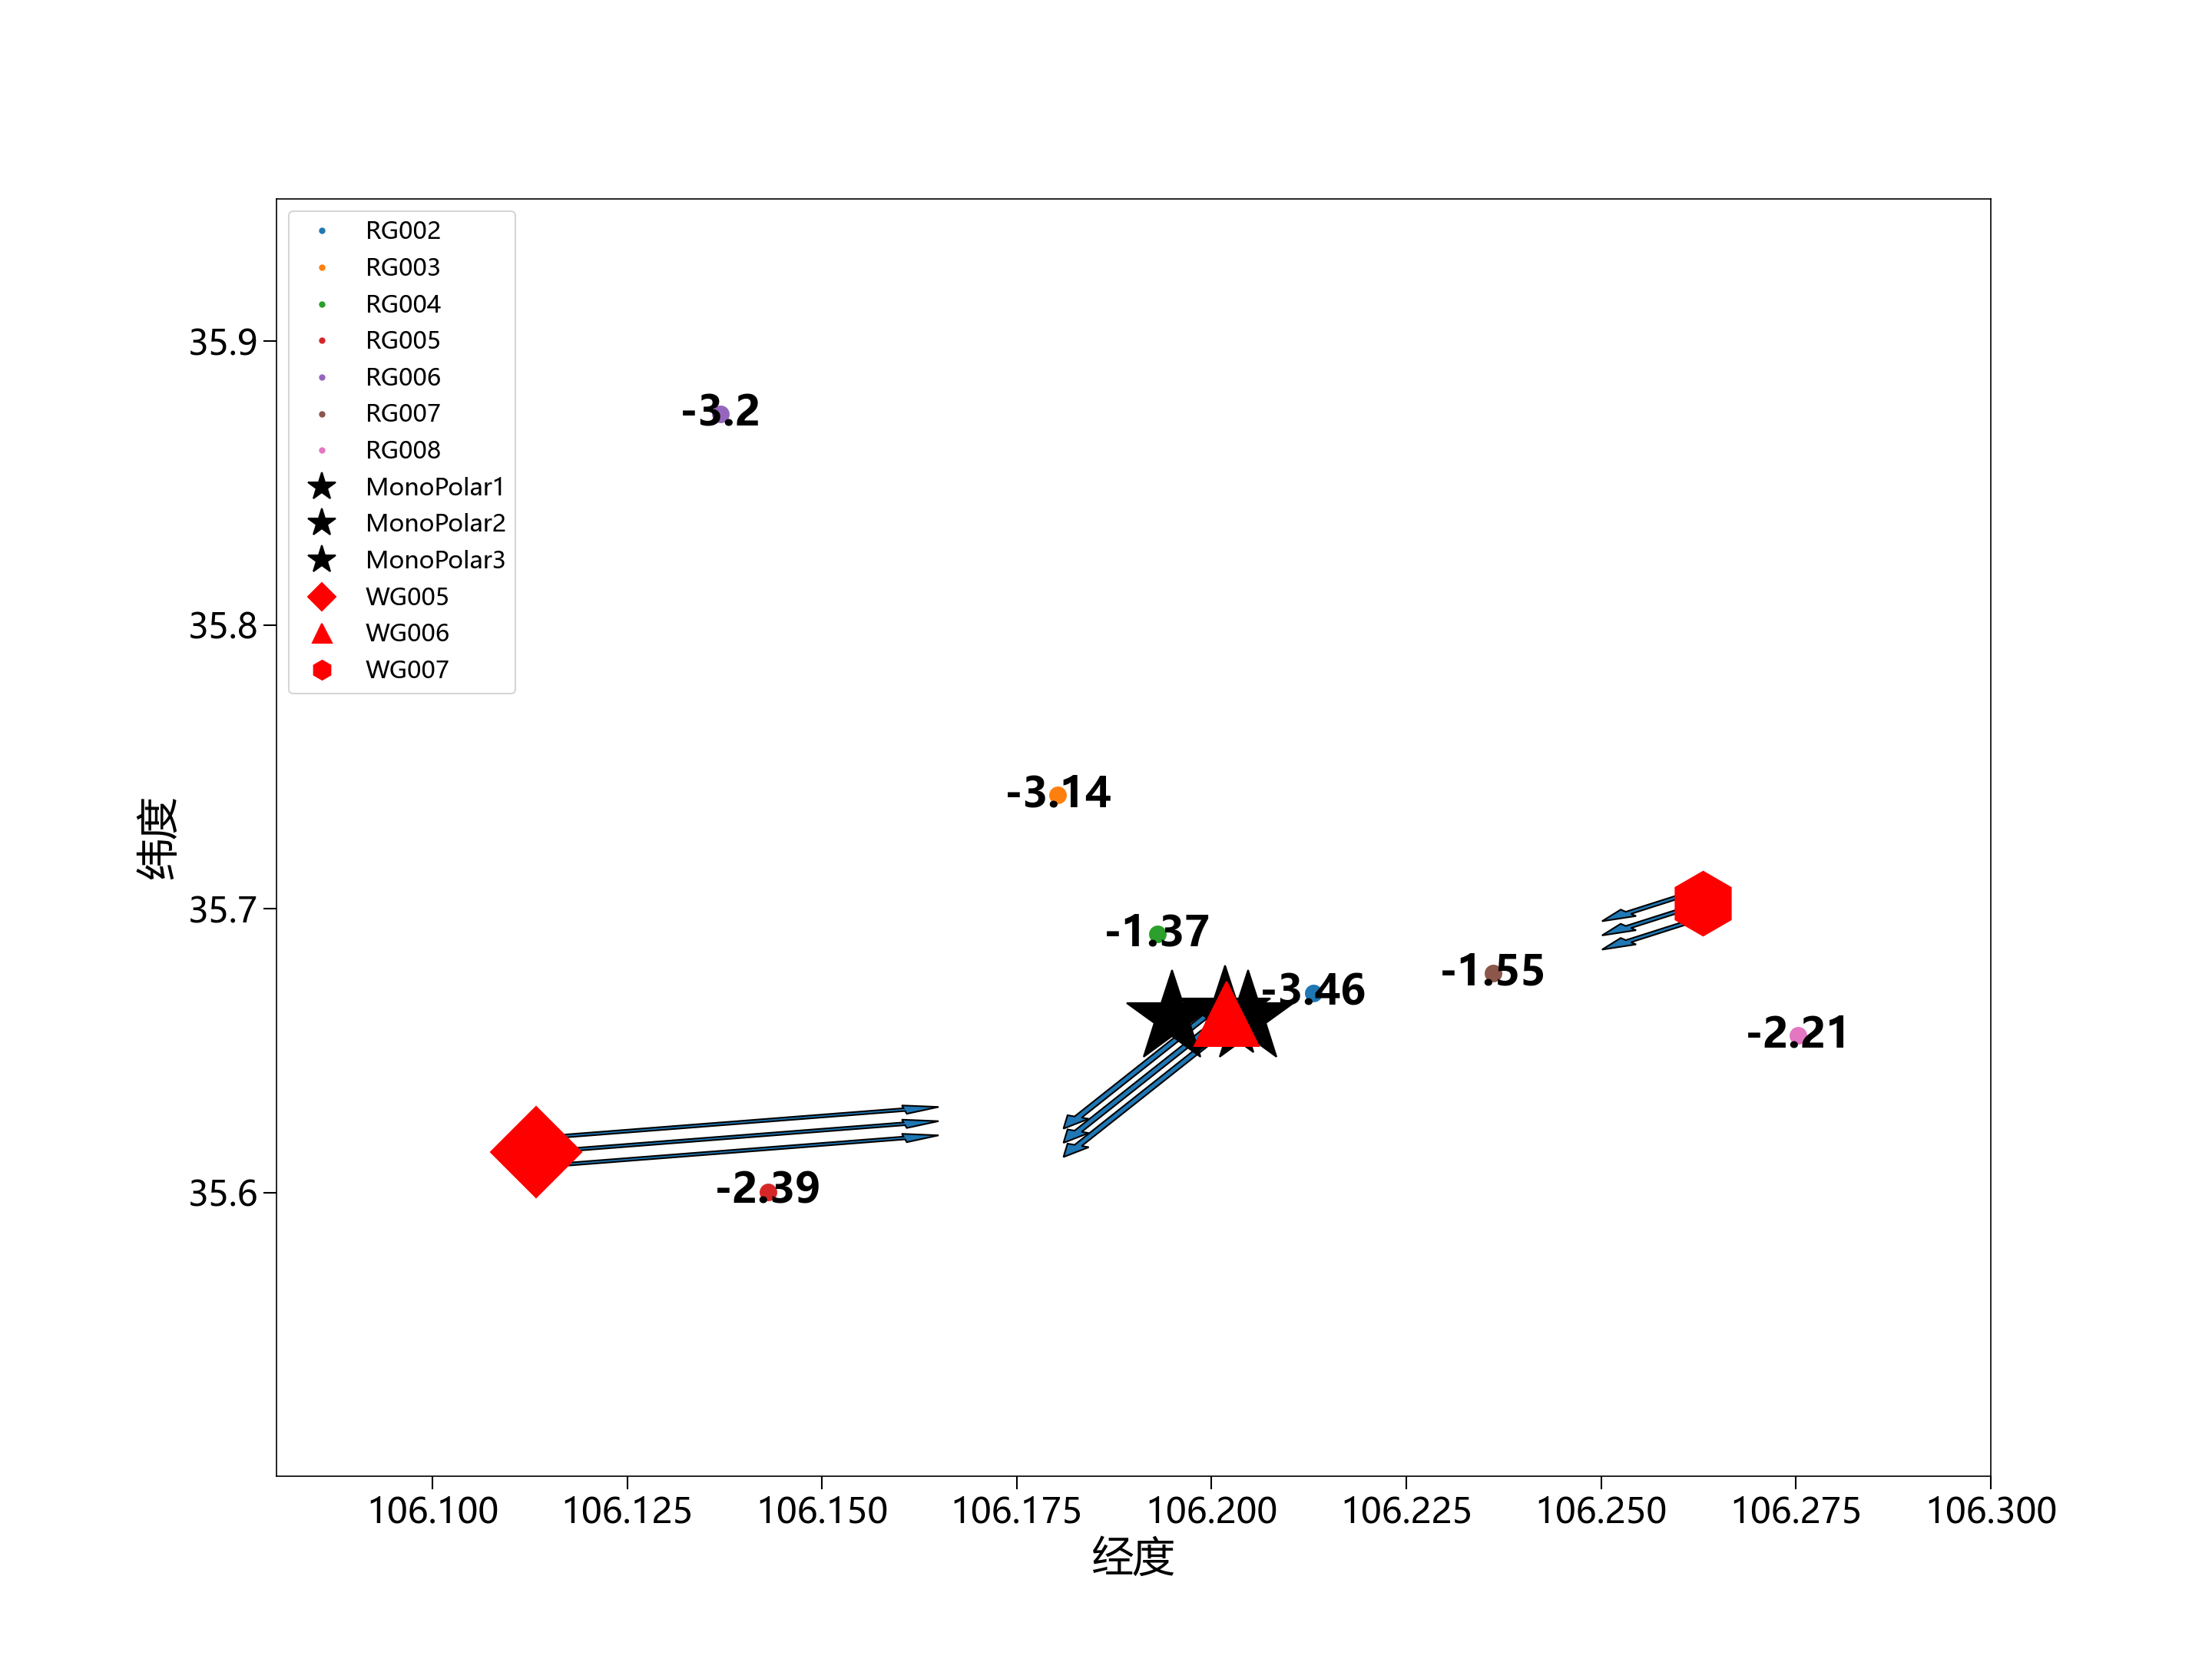 RG002
RG003
RG004
RG005
RG006
RG007
RG008
MonoPolar1
MonoPolar2
MonoPolar3
WG005
WG006
WG007
35.9
35.8
35.7
35.6
纬度
-3.2
-3.14
-1.37
-3.46
-1.55
-2.21
-2.39
106.100
106.125
106.150
106.175
106.200
106.225
106.250
106.275
106.300
经度